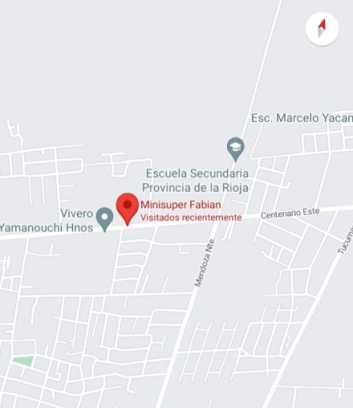 Esc. Marcelo Yacan
Escuela Secundaria
Provincia de la Rioja
Minisuper Fabian
Visitados recientemente
Vivero
Yamanouchi Hnos
Centenario Este
Mendoza Nte.
Tucuma